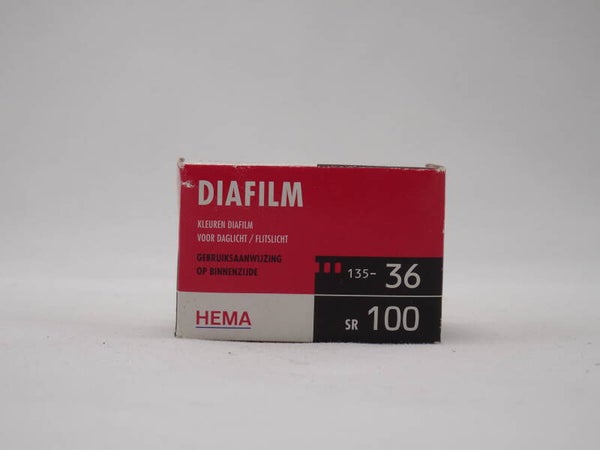 DIAFILM
KLEUREN DIAFILM
VOOR DAGLICHT / FLITSLICHT
GEBRUIKSAANWIJZING
OP BINNENZIJDE
135- 36
HEMA
SR 100